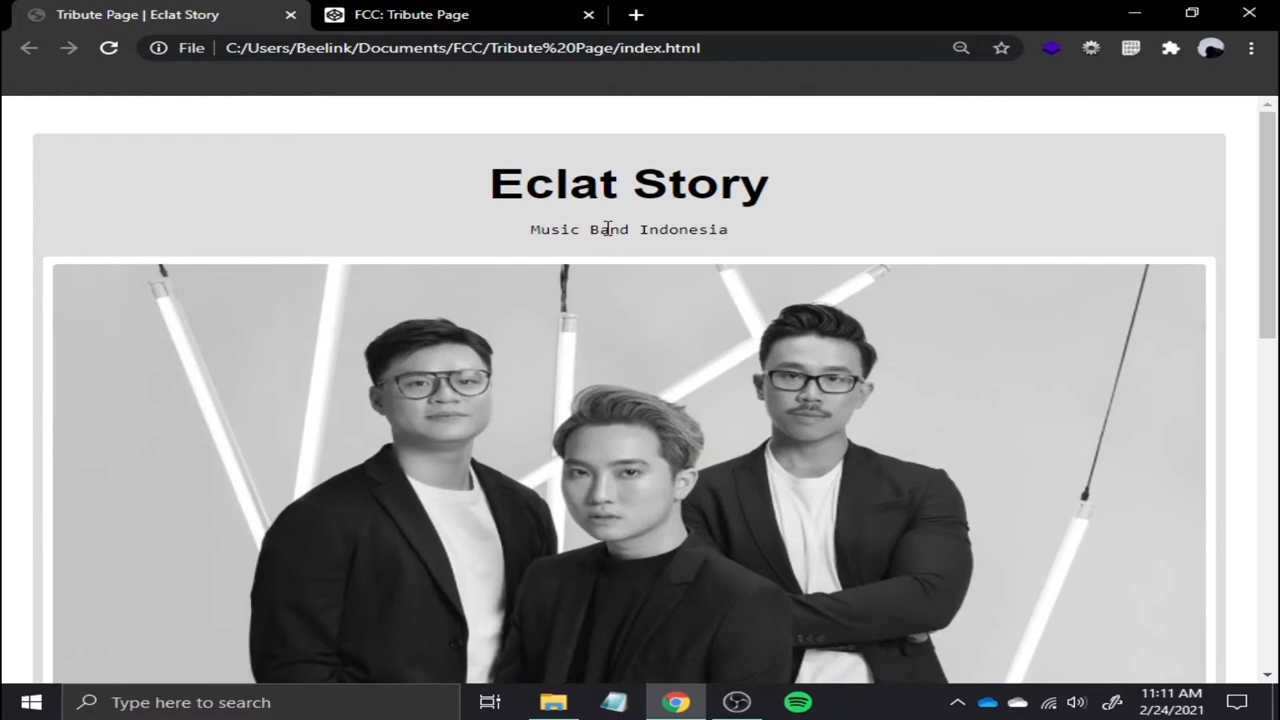 Tribute Page | Eclat Story
FCC: Tribute Page
File
C:/Users/Beelink/Documents/FCC/Tribute%20Page/index.html
Eclat Story
Music Band Indonesia
Type here to search
11:11 AM
2/24/2021